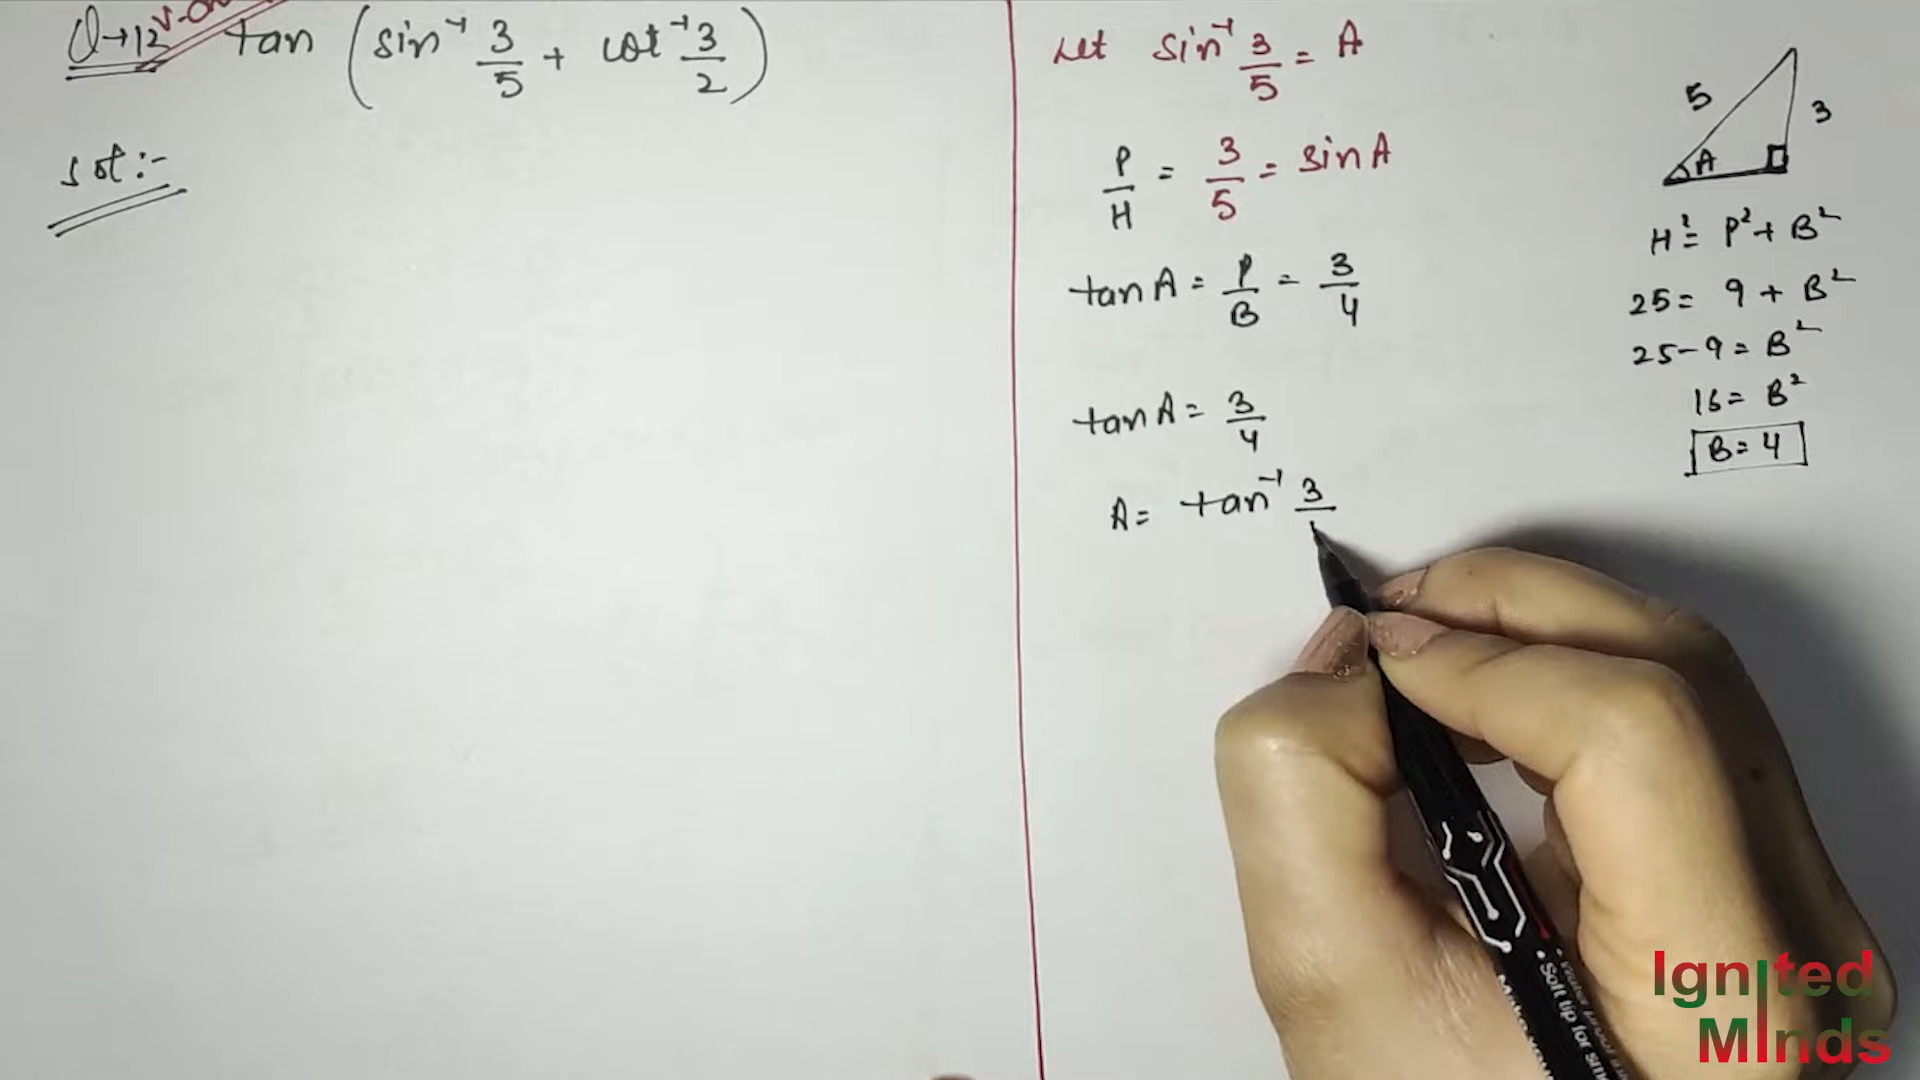 Q→12 tan (sin⁻¹ 3/5 + cot⁻¹ 3/2)
Sol:-
Let sin⁻¹ 3/5 = A
P/H = 3/5 = sin A
tan A = P/B = 3/4
tan A = 3/4
A = tan⁻¹ 3/
5
3
A
H² = P² + B²
25 = 9 + B²
25-9 = B²
16 = B²
B = 4
Ignited
Minds